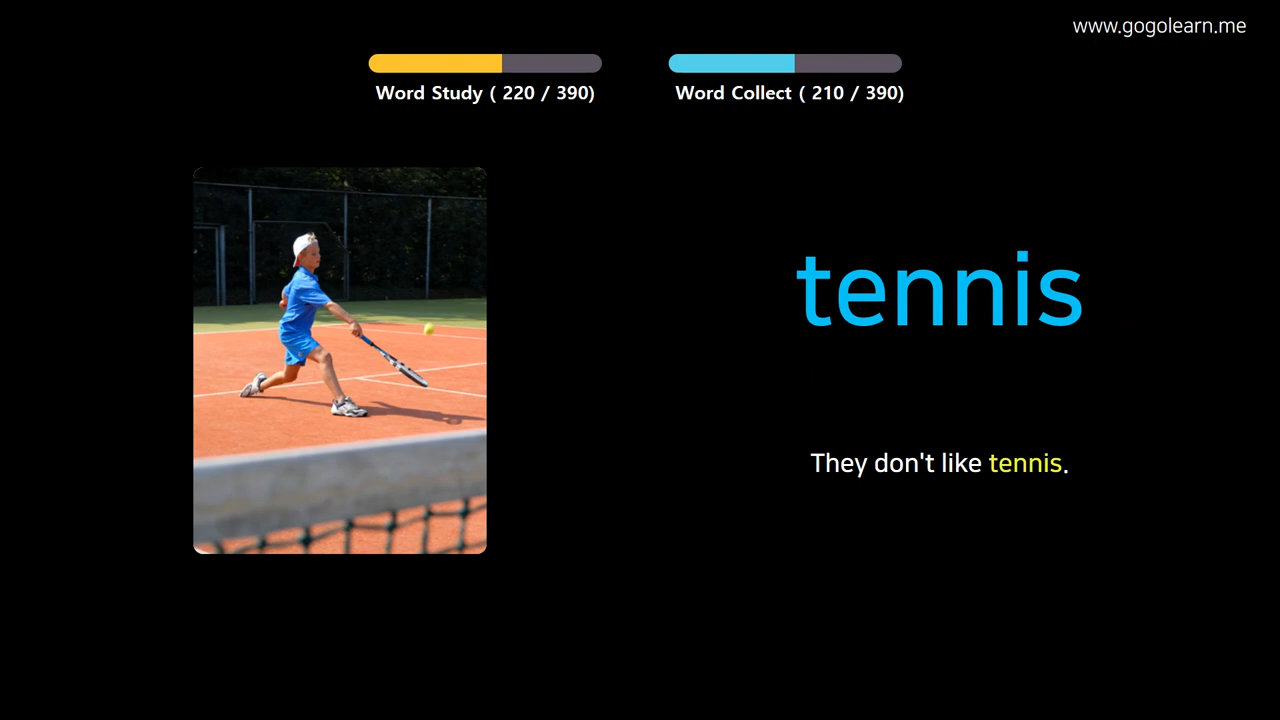 www.gogolearn.me
Word Study ( 220 / 390)
Word Collect ( 210 / 390)
tennis
They don't like tennis.